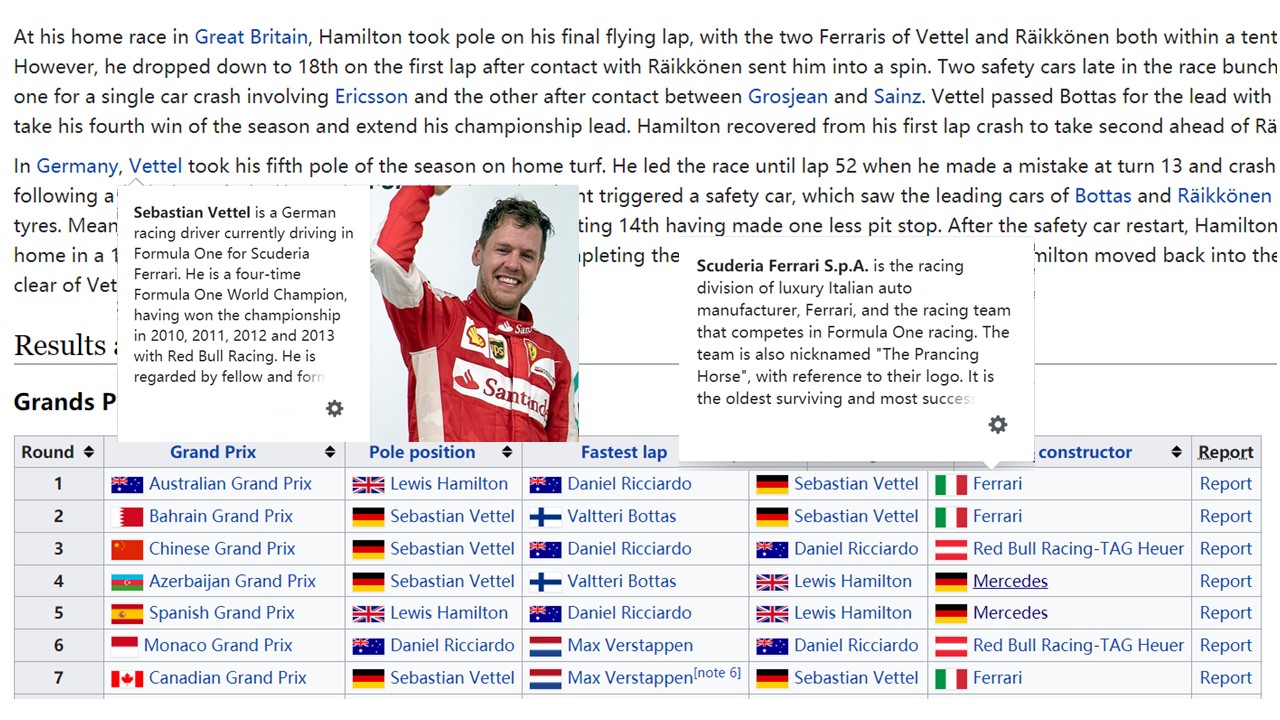 At his home race in Great Britain, Hamilton took pole on his final flying lap, with the two Ferraris of Vettel and Räikkönen both within a tent
However, he dropped down to 18th on the first lap after contact with Räikkönen sent him into a spin. Two safety cars late in the race bunch
one for a single car crash involving Ericsson and the other after contact between Grosjean and Sainz. Vettel passed Bottas for the lead with
take his fourth win of the season and extend his championship lead. Hamilton recovered from his first lap crash to take second ahead of Rä
In Germany, Vettel took his fifth pole of the season on home turf. He led the race until lap 52 when he made a mistake at turn 13 and crash
following a nt triggered a safety car, which saw the leading cars of Bottas and Räikkönen
tyres. Mean ting 14th having made one less pit stop. After the safety car restart, Hamilton
home in a 1 pleting the milton moved back into the
clear of Vet
Sebastian Vettel is a German
racing driver currently driving in
Formula One for Scuderia
Ferrari. He is a four-time
Formula One World Champion,
having won the championship
in 2010, 2011, 2012 and 2013
with Red Bull Racing. He is
regarded by fellow and form
Santande
Scuderia Ferrari S.p.A. is the racing
division of luxury Italian auto
manufacturer, Ferrari, and the racing team
that competes in Formula One racing. The
team is also nicknamed "The Prancing
Horse", with reference to their logo. It is
the oldest surviving and most success
Results a
Grands P
Round Grand Prix Pole position Fastest lap constructor Report
1 Australian Grand Prix Lewis Hamilton Daniel Ricciardo Sebastian Vettel Ferrari Report
2 Bahrain Grand Prix Sebastian Vettel Valtteri Bottas Sebastian Vettel Ferrari Report
3 Chinese Grand Prix Sebastian Vettel Daniel Ricciardo Daniel Ricciardo Red Bull Racing-TAG Heuer Report
4 Azerbaijan Grand Prix Sebastian Vettel Valtteri Bottas Lewis Hamilton Mercedes Report
5 Spanish Grand Prix Lewis Hamilton Daniel Ricciardo Lewis Hamilton Mercedes Report
6 Monaco Grand Prix Daniel Ricciardo Max Verstappen Daniel Ricciardo Red Bull Racing-TAG Heuer Report
7 Canadian Grand Prix Sebastian Vettel Max Verstappen[note 6] Sebastian Vettel Ferrari Report